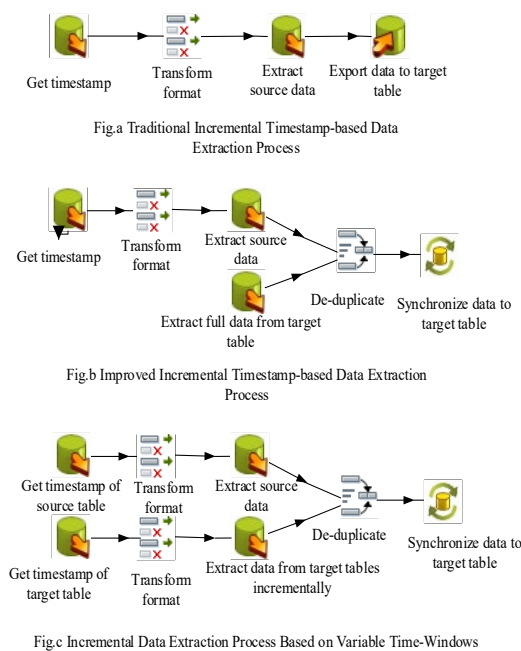 Get timestamp
Transform
format
Extract
source data
Export data to target
table
Fig.a Traditional Incremental Timestamp-based Data
Extraction Process
Get timestamp
Transform
format
Extract source
data
Extract full data from target
table
De-duplicate
Synchronize data to
target table
Fig.b Improved Incremental Timestamp-based Data Extraction
Process
Get timestamp of
source table
Transform
format
Extract source
data
Get timestamp of
target table
Transform
format
Extract data from target tables
incrementally
De-duplicate
Synchronize data to
target table
Fig.c Incremental Data Extraction Process Based on Variable Time-Windows